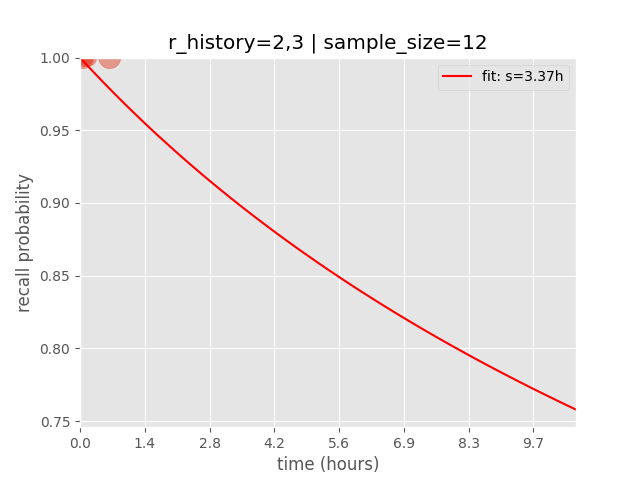 r_history=2,3 | sample_size=12
fit: s=3.37h
1.00
0.95
0.90
0.85
0.80
0.75
recall probability
0.0 1.4 2.8 4.2 5.6 6.9 8.3 9.7
time (hours)